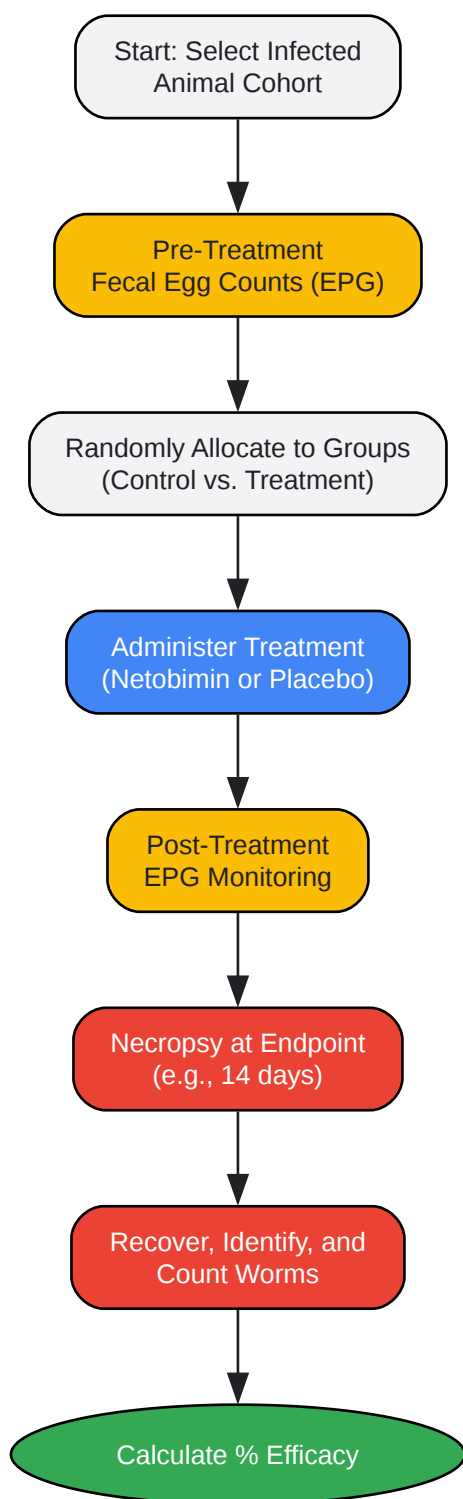 Start: Select Infected
Animal Cohort
Pre-Treatment
Fecal Egg Counts (EPG)
Randomly Allocate to Groups
(Control vs. Treatment)
Administer Treatment
(Netobimin or Placebo)
Post-Treatment
EPG Monitoring
Necropsy at Endpoint
(e.g., 14 days)
Recover, Identify, and
Count Worms
Calculate % Efficacy